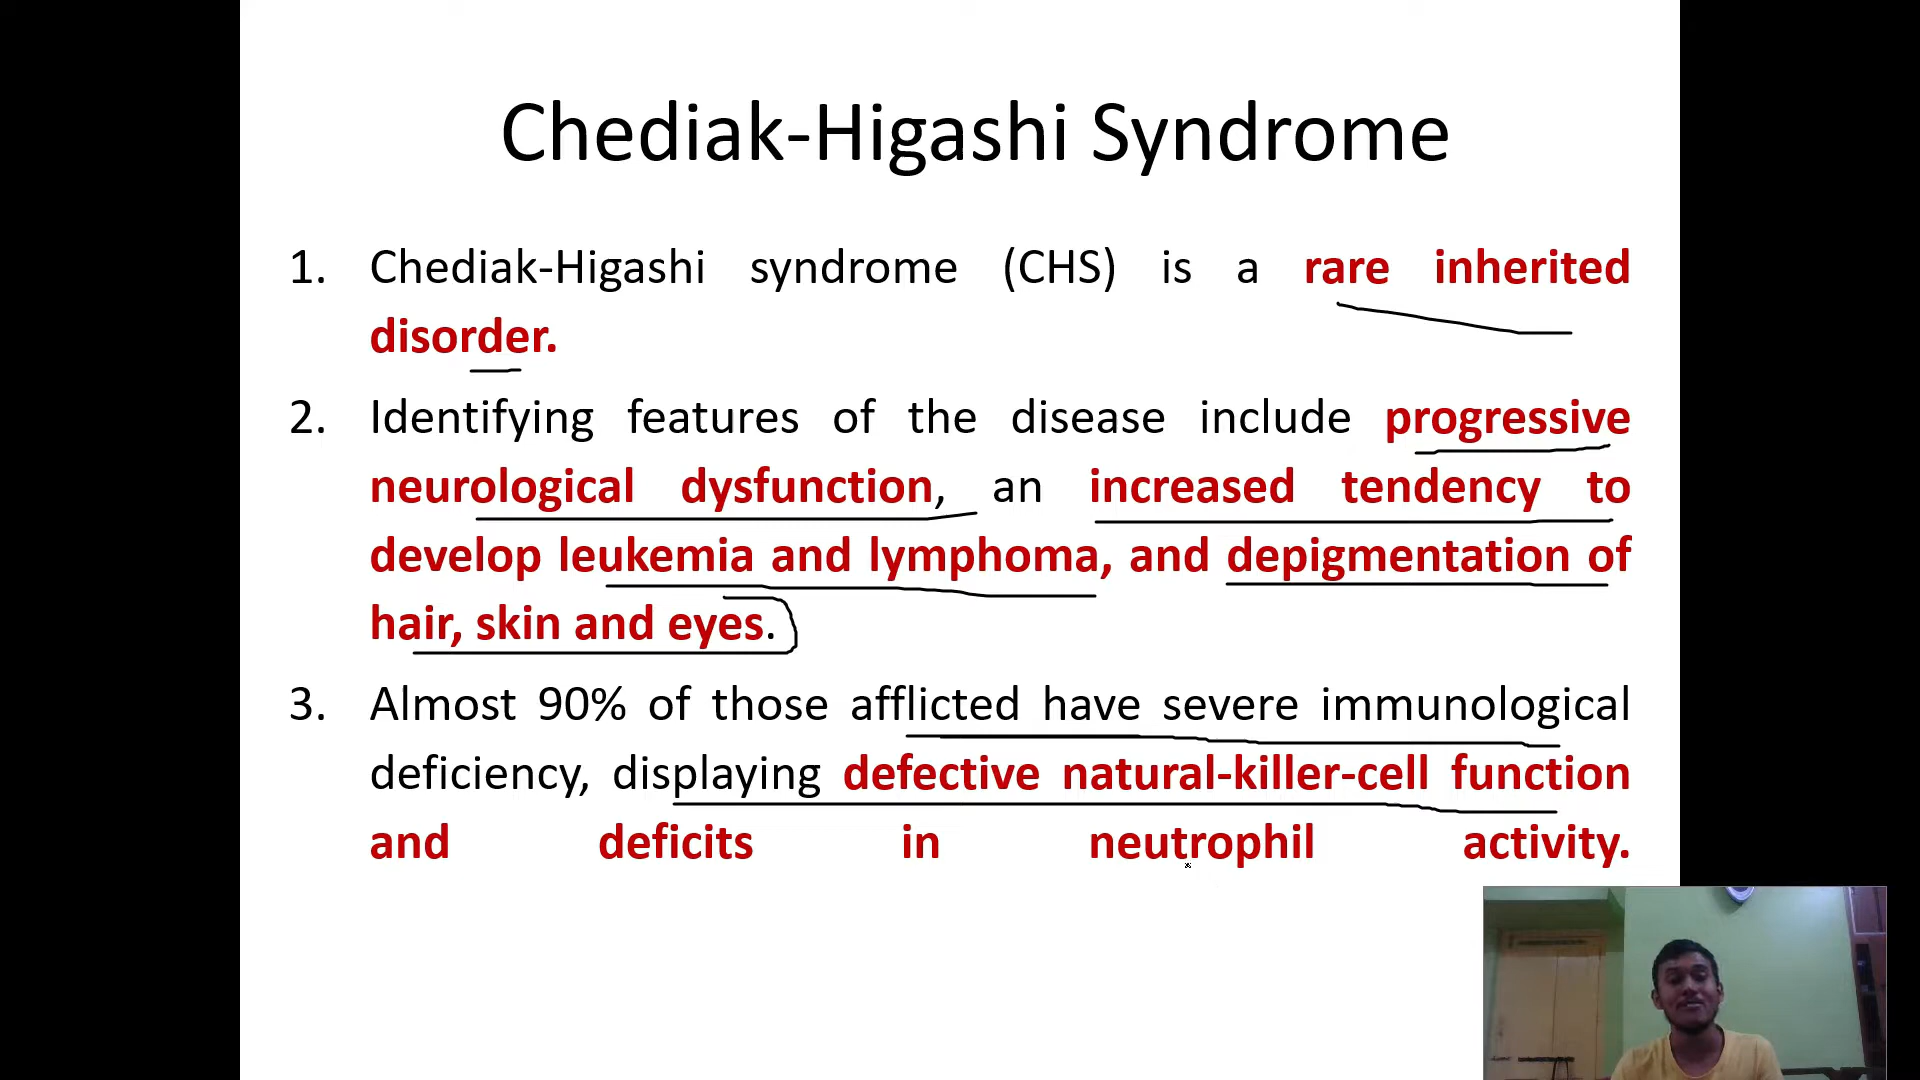 Chediak-Higashi Syndrome
1. Chediak-Higashi syndrome (CHS) is a rare inherited
disorder.
2. Identifying features of the disease include progressive
neurological dysfunction, an increased tendency to
develop leukemia and lymphoma, and depigmentation of
hair, skin and eyes.
3. Almost 90% of those afflicted have severe immunological
deficiency, displaying defective natural-killer-cell function
and deficits in neutrophil activity.